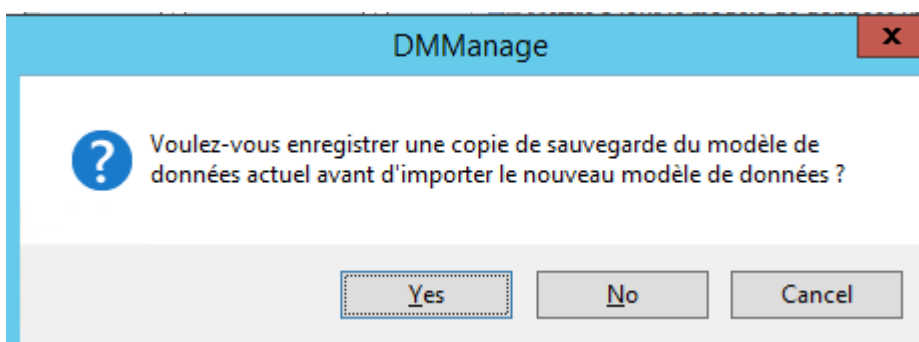 DMManage
x
Voulez-vous enregistrer une copie de sauvegarde du modèle de
données actuel avant d'importer le nouveau modèle de données ?
Yes
No
Cancel